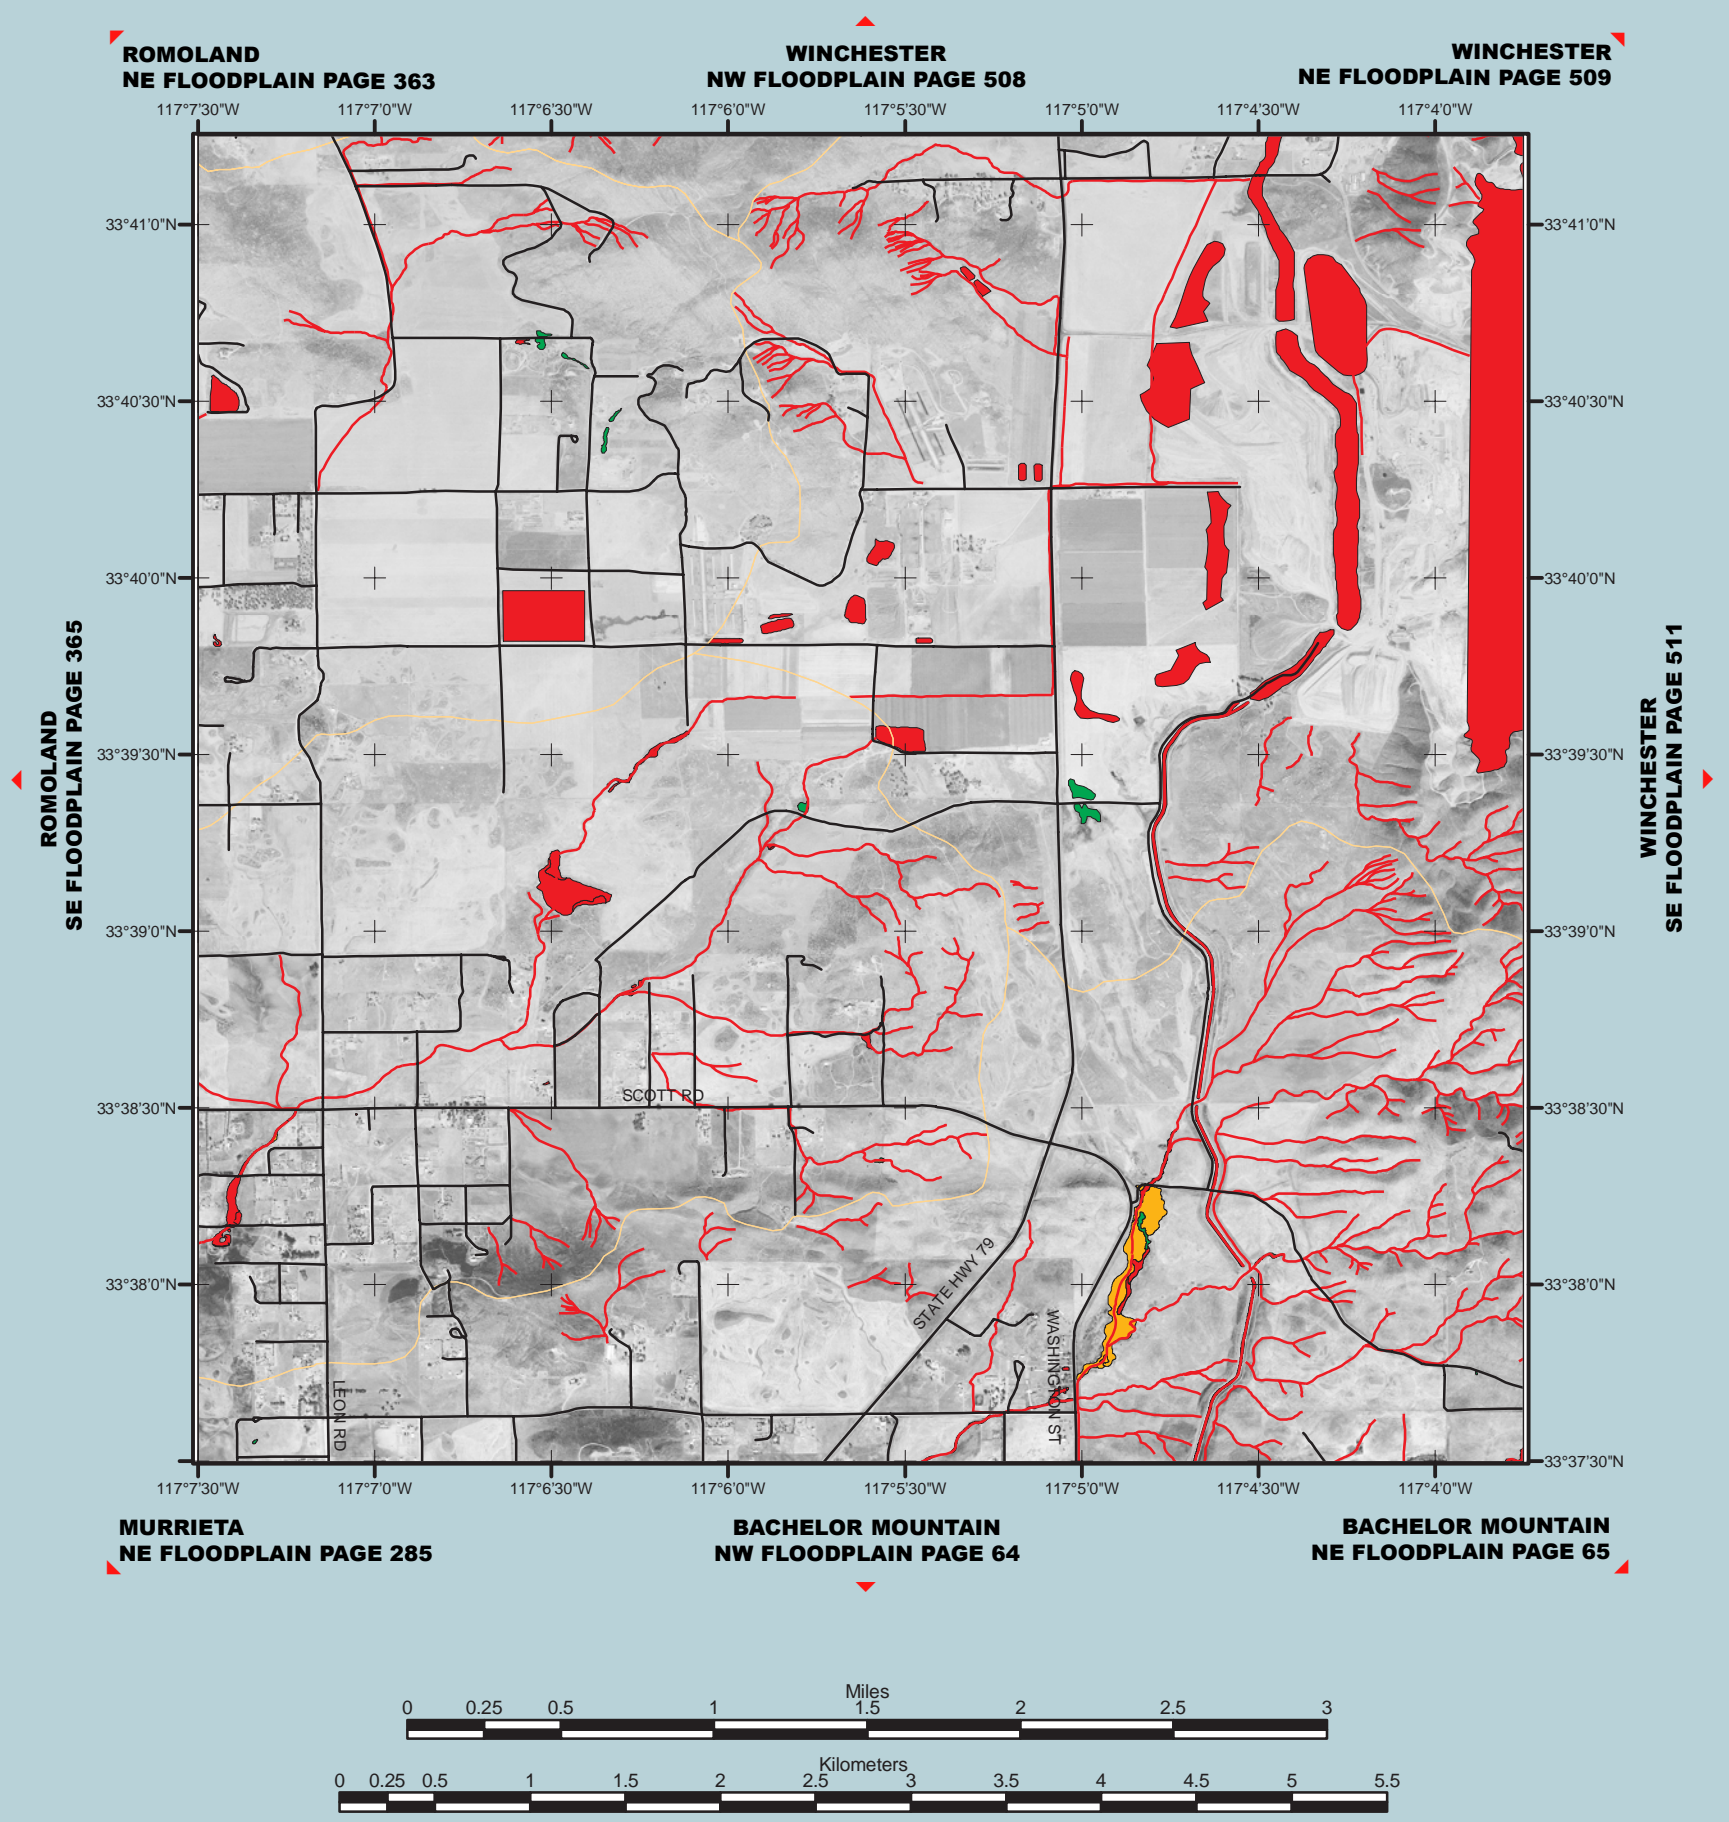 ROMOLAND
NE FLOODPLAIN PAGE 363
WINCHESTER
NW FLOODPLAIN PAGE 508
WINCHESTER
NE FLOODPLAIN PAGE 509
117°7'30"W
117°7'0"W
117°6'30"W
117°6'0"W
117°5'30"W
117°5'0"W
117°4'30"W
117°4'0"W
33°41'0"N
33°41'0"N
33°40'30"N
33°40'30"N
33°40'0"N
33°40'0"N
ROMOLAND
SE FLOODPLAIN PAGE 365
WINCHESTER
SE FLOODPLAIN PAGE 511
33°39'30"N
33°39'30"N
33°39'0"N
33°39'0"N
33°38'30"N
33°38'30"N
SCOTT RD
STATE HWY 79
33°38'0"N
33°38'0"N
WASHINGTON ST
LEON RD
33°37'30"N
117°7'30"W
117°7'0"W
117°6'30"W
117°6'0"W
117°5'30"W
117°5'0"W
117°4'30"W
117°4'0"W
MURRIETA
NE FLOODPLAIN PAGE 285
BACHELOR MOUNTAIN
NW FLOODPLAIN PAGE 64
BACHELOR MOUNTAIN
NE FLOODPLAIN PAGE 65
Miles
0 0.25 0.5 1 1.5 2 2.5 3
Kilometers
0 0.25 0.5 1 1.5 2 2.5 3 3.5 4 4.5 5 5.5